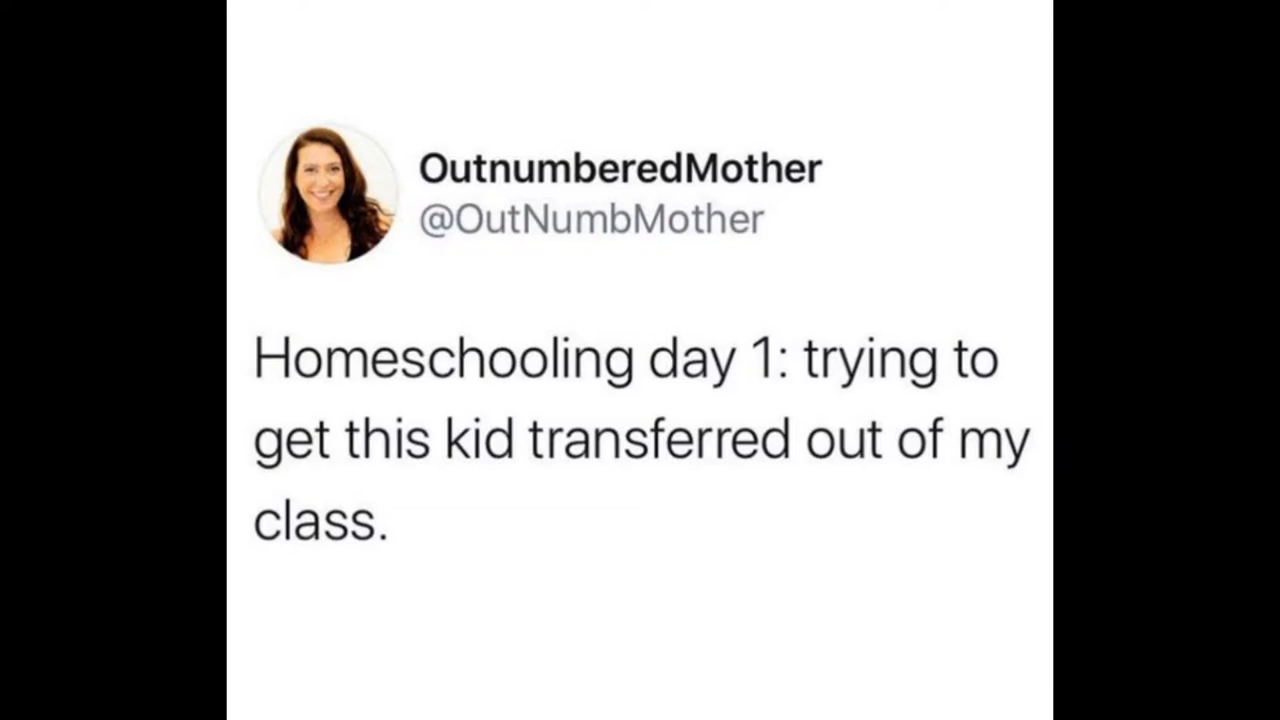 OutnumberedMother
@OutNumbMother
Homeschooling day 1: trying to
get this kid transferred out of my
class.